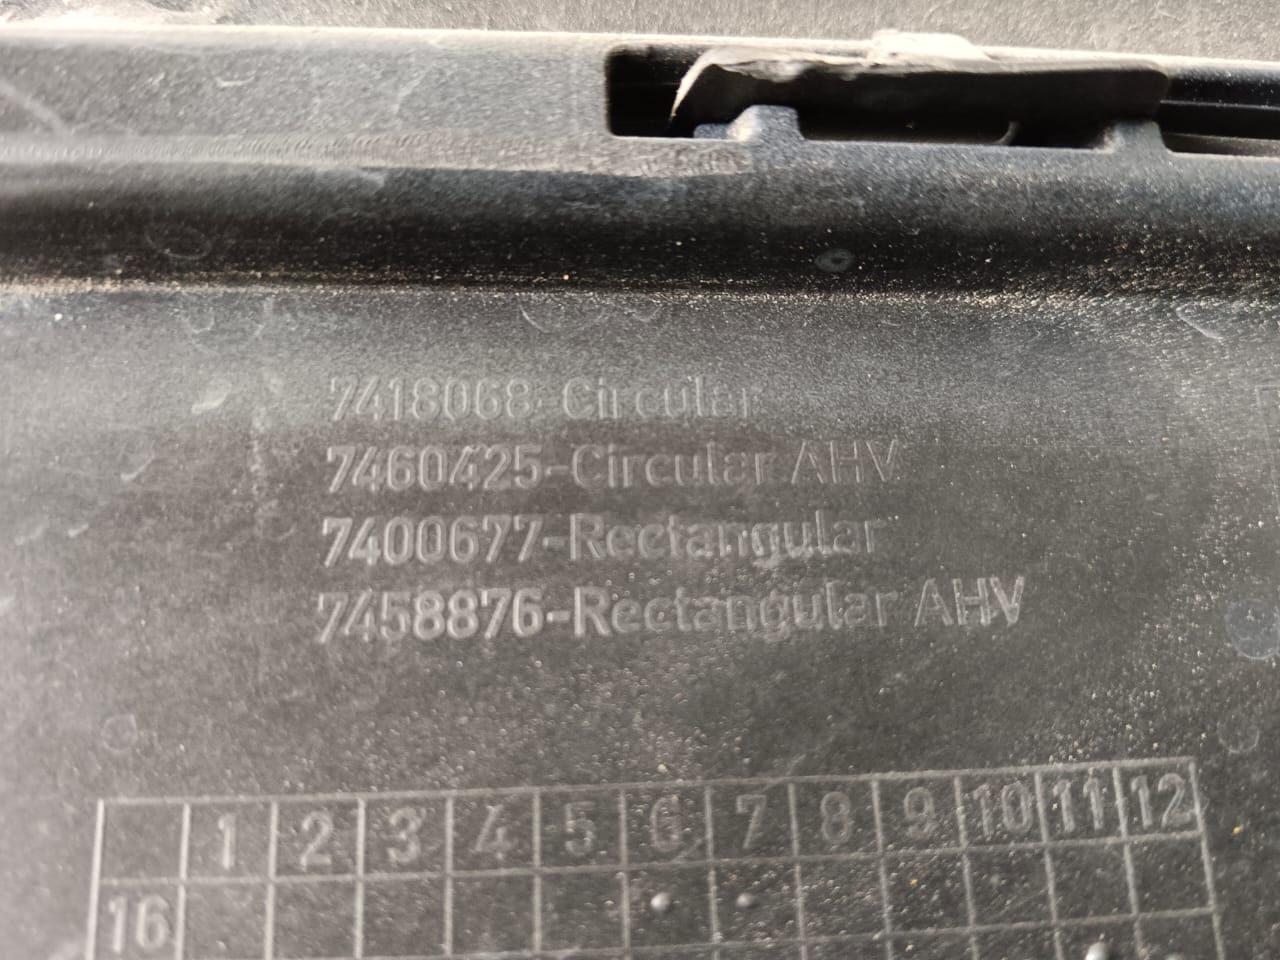 7418068-Circular
7460425-Circular AHV
7400677-Rectangular
7458876-Rectangular AHV
1 2 3 4 5 6 7 8 9 10 11 12
16